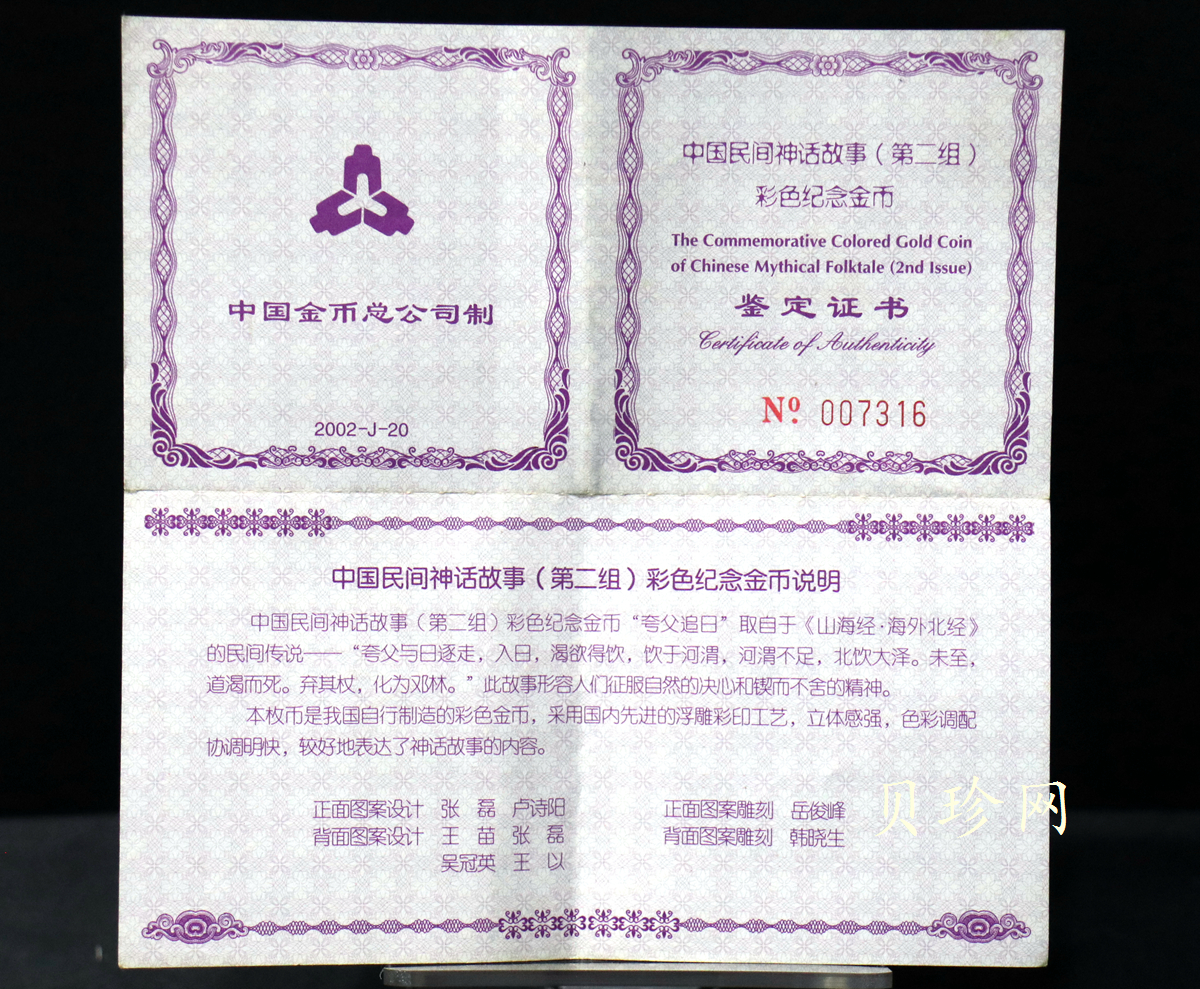 中国金币总公司制
2002-J-20
中国民间神话故事（第二组）
彩色纪念金币
The Commemorative Colored Gold Coin
of Chinese Mythical Folktale (2nd Issue)
鉴定证书
Certificate of Authenticity
Nº. 007316
中国民间神话故事（第二组）彩色纪念金币说明
中国民间神话故事（第二组）彩色纪念金币“夸父追日”取自于《山海经·海外北经》
的民间传说——“夸父与日逐走，入日，渴欲得饮，饮于河渭，河渭不足，北饮大泽。未至，
道渴而死。弃其杖，化为邓林。”此故事形容人们征服自然的决心和锲而不舍的精神。
本枚币是我国自行制造的彩色金币，采用国内先进的浮雕彩印工艺，立体感强，色彩调配
协调明快，较好地表达了神话故事的内容。
正面图案设计 张 磊 卢诗阳
背面图案设计 王 苗 张 磊
吴冠英 王 以
正面图案雕刻 岳俊峰
背面图案雕刻 韩晓生
贝珍网